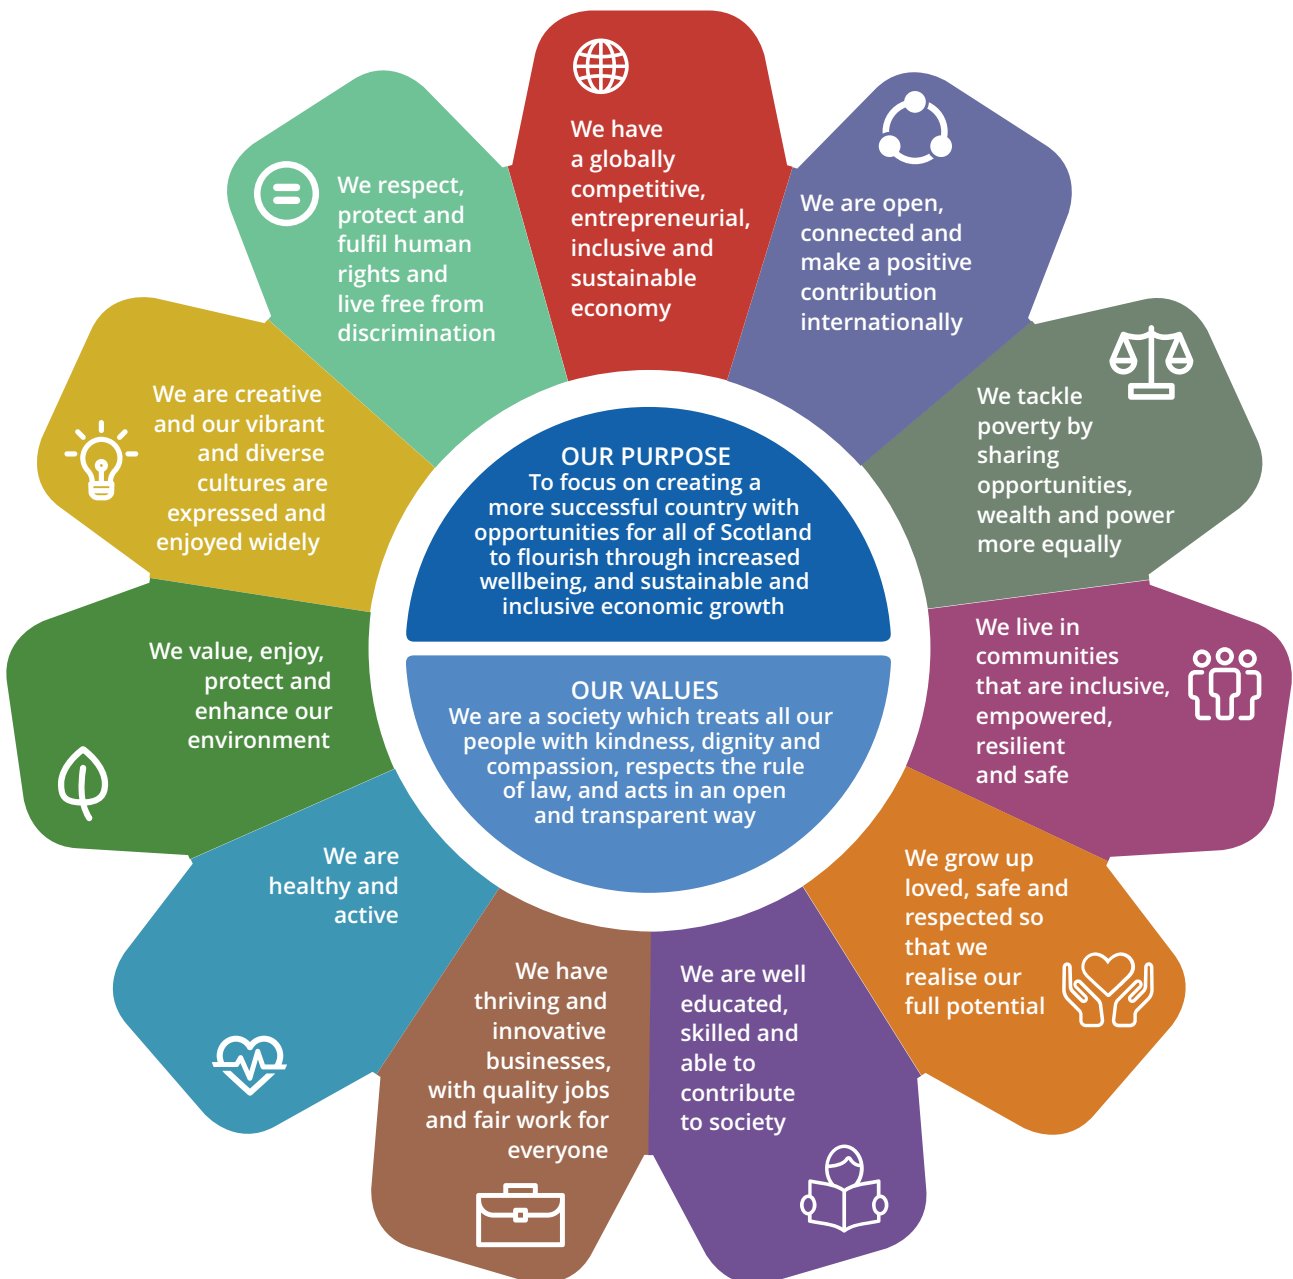 We have
a globally
competitive,
entrepreneurial,
inclusive and
sustainable
economy
We are open,
connected and
make a positive
contribution
internationally
We tackle
poverty by
sharing
opportunities,
wealth and power
more equally
We live in
communities
that are inclusive,
empowered,
resilient
and safe
We grow up
loved, safe and
respected so
that we
realise our
full potential
We are well
educated,
skilled and
able to
contribute
to society
We have
thriving and
innovative
businesses,
with quality jobs
and fair work for
everyone
We are
healthy and
active
We value, enjoy,
protect and
enhance our
environment
We are creative
and our vibrant
and diverse
cultures are
expressed and
enjoyed widely
We respect,
protect and
fulfil human
rights and
live free from
discrimination
OUR PURPOSE
To focus on creating a
more successful country with
opportunities for all of Scotland
to flourish through increased
wellbeing, and sustainable and
inclusive economic growth
OUR VALUES
We are a society which treats all our
people with kindness, dignity and
compassion, respects the rule
of law, and acts in an open
and transparent way